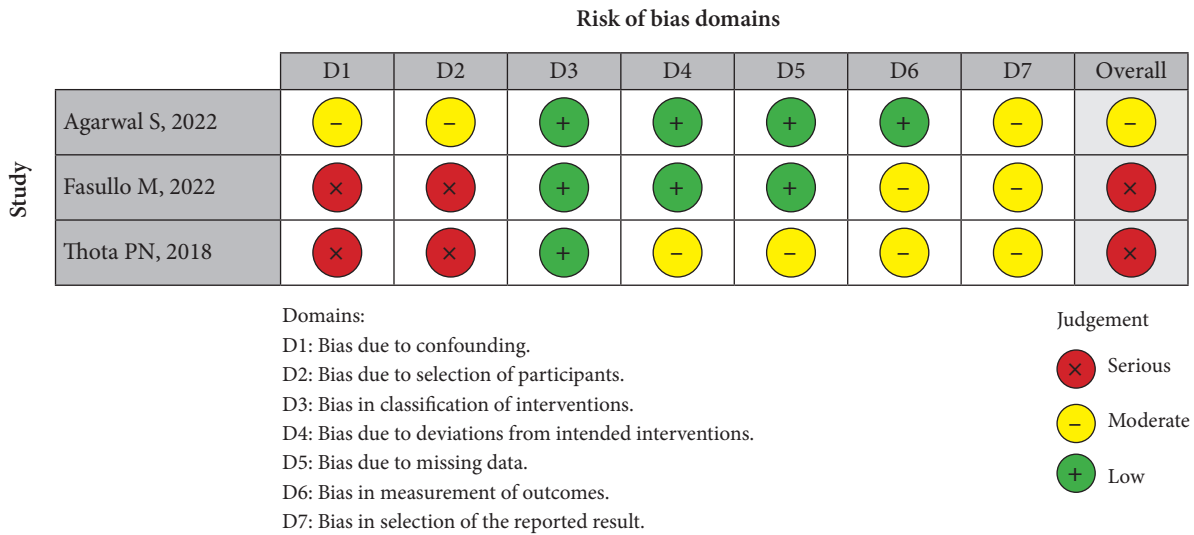 Risk of bias domains
D1 D2 D3 D4 D5 D6 D7 Overall
Study
Agarwal S, 2022 – – + + + + – –
Fasullo M, 2022 × × + + + – – ×
Thota PN, 2018 × × + – – – – ×
Domains:
D1: Bias due to confounding.
D2: Bias due to selection of participants.
D3: Bias in classification of interventions.
D4: Bias due to deviations from intended interventions.
D5: Bias due to missing data.
D6: Bias in measurement of outcomes.
D7: Bias in selection of the reported result.
Judgement
× Serious
– Moderate
+ Low